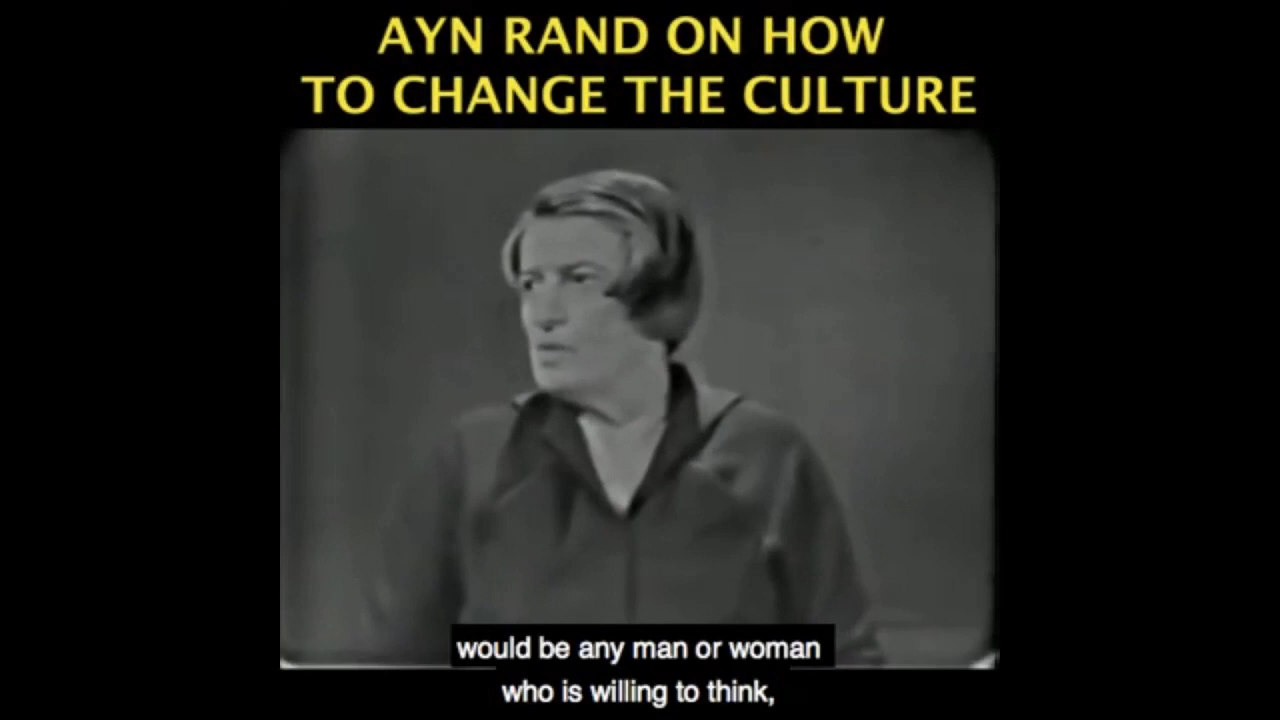 AYN RAND ON HOW
TO CHANGE THE CULTURE
would be any man or woman
who is willing to think,